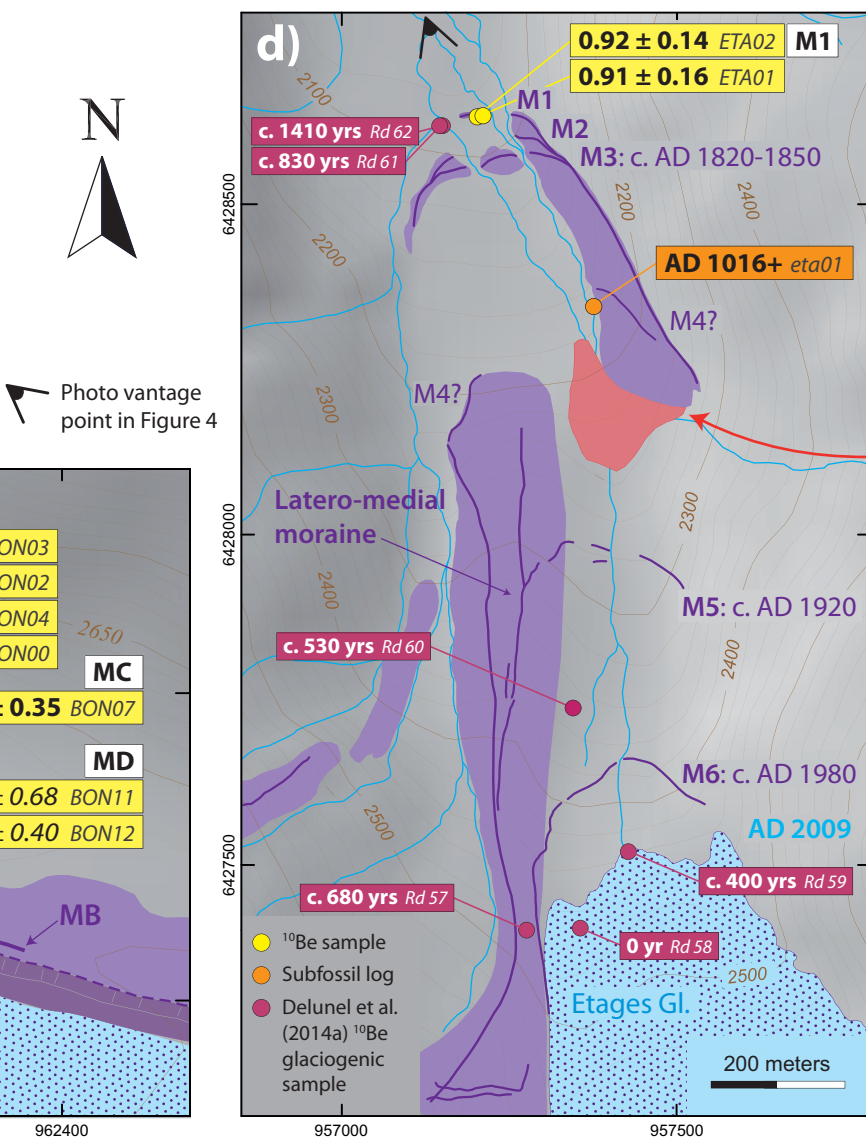 N
Photo vantage
point in Figure 4
ON03
ON02
ON04
ON00
2650
MC
± 0.35 BON07
MD
± 0.68 BON11
± 0.40 BON12
MB
962400
d)
0.92 ± 0.14 ETA02
M1
0.91 ± 0.16 ETA01
2100
M1
M2
c. 1410 yrs Rd 62
c. 830 yrs Rd 61
M3: c. AD 1820-1850
6428500
2200
2400
2200
AD 1016+ eta01
M4?
2300
M4?
Latero-medial
moraine
2300
6428000
2400
M5: c. AD 1920
c. 530 yrs Rd 60
2400
M6: c. AD 1980
2500
AD 2009
6427500
c. 400 yrs Rd 59
c. 680 yrs Rd 57
0 yr Rd 58
2500
Etages Gl.
10Be sample
Subfossil log
Delunel et al.
(2014a) 10Be
glaciogenic
sample
200 meters
957000
957500